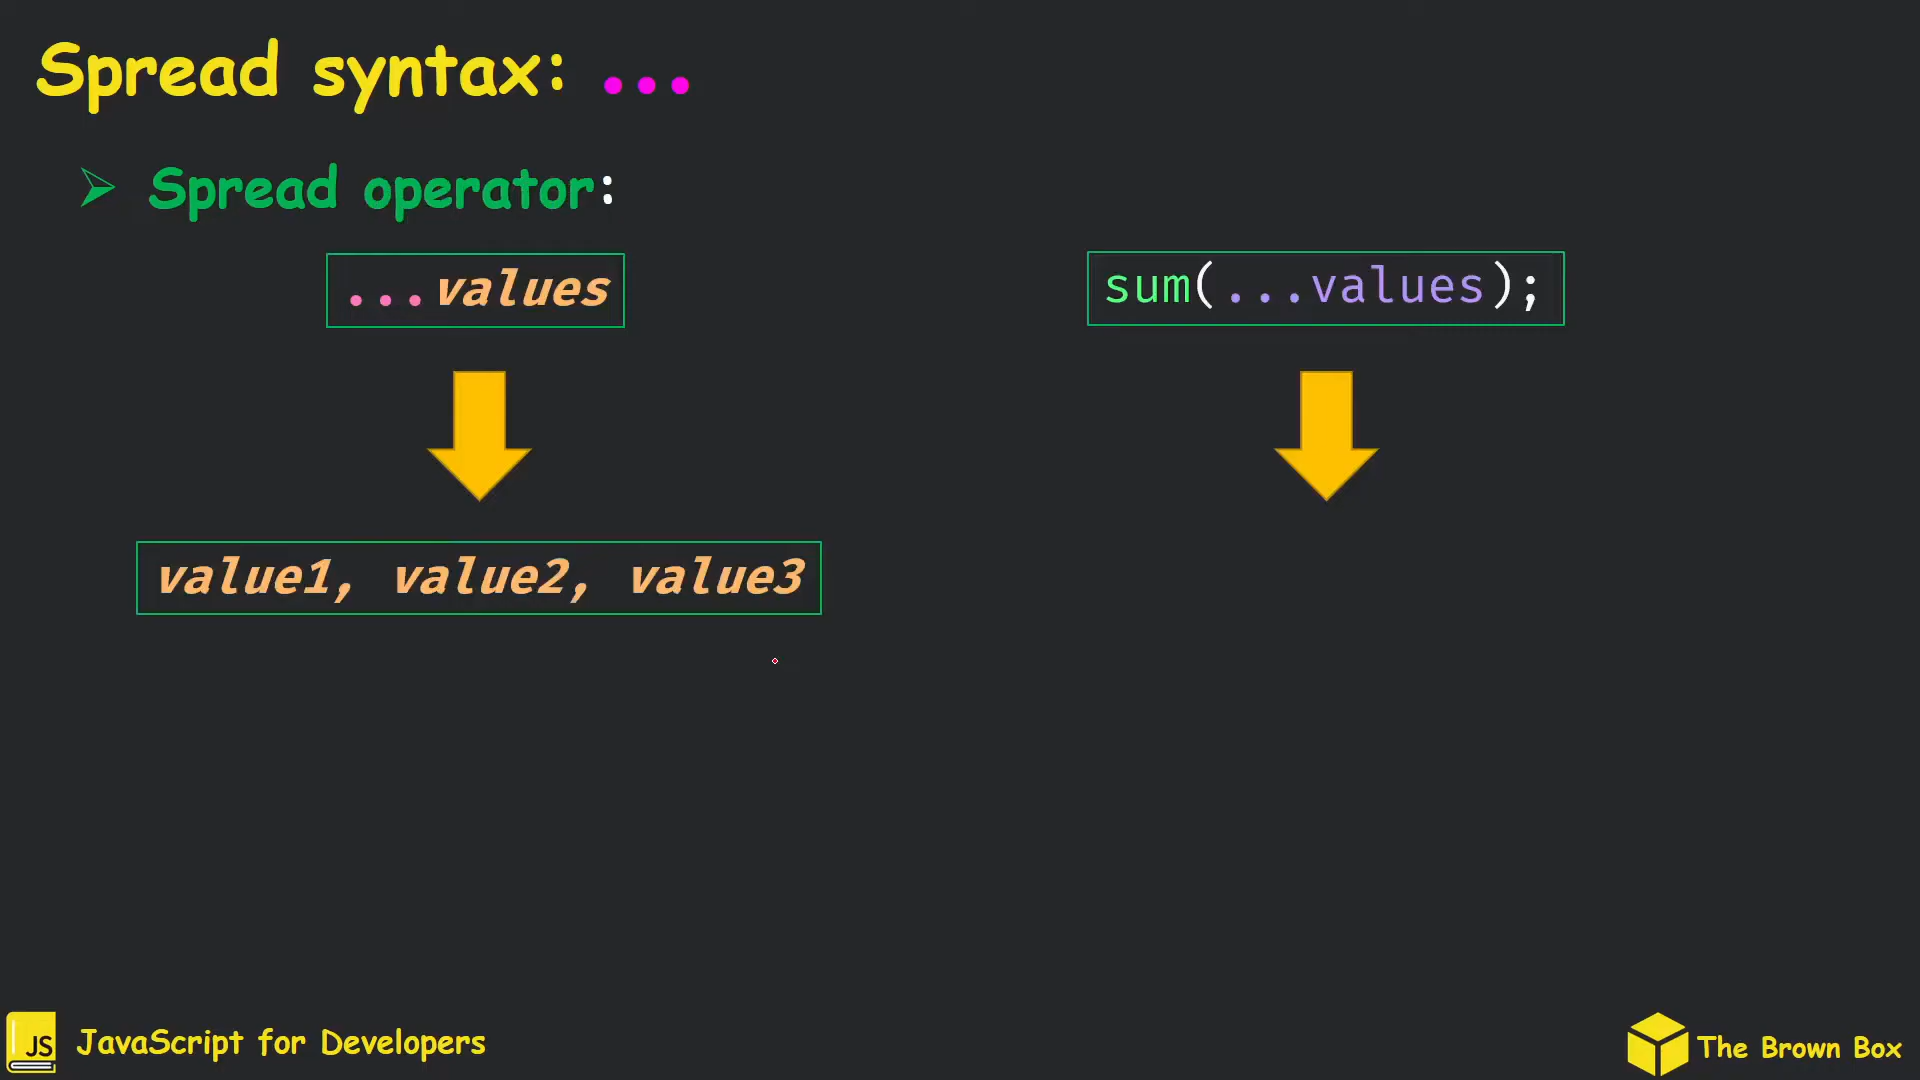 Spread syntax: ...
Spread operator:
...values
sum(...values);
value1, value2, value3
JS
JavaScript for Developers
The Brown Box